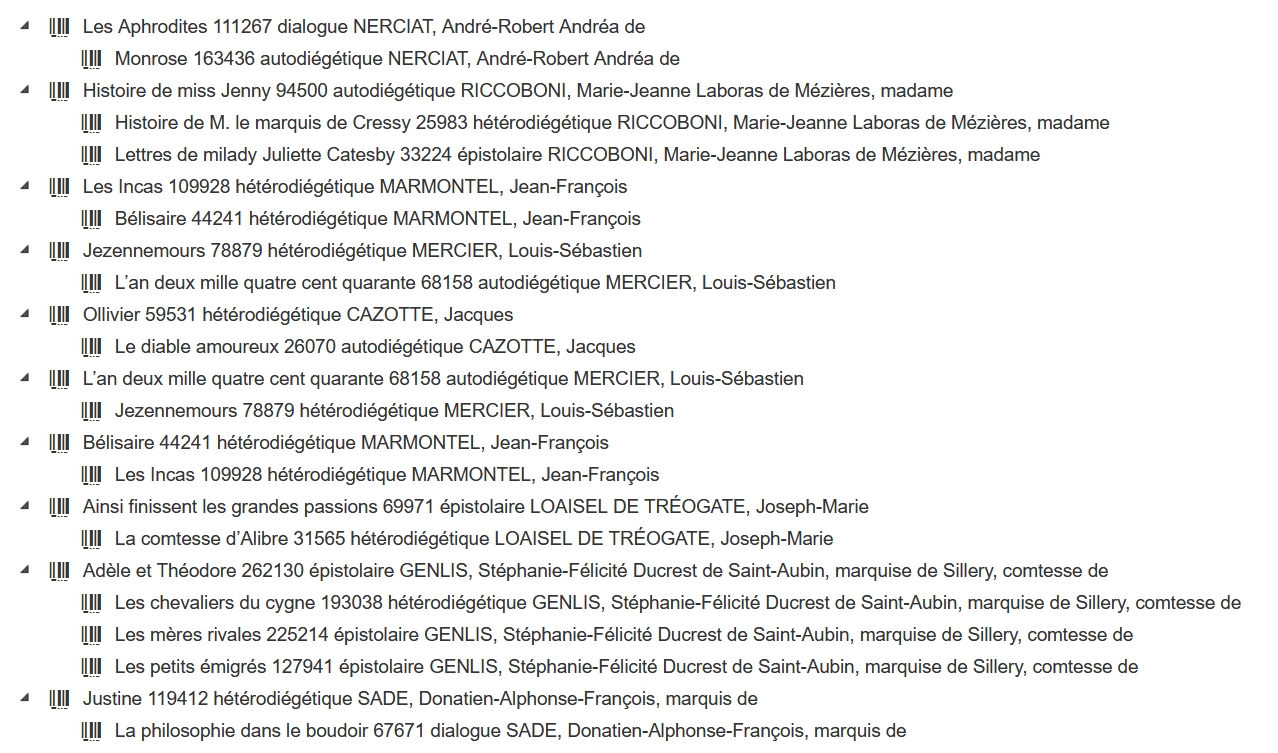 Les Aphrodites 111267 dialogue NERCIAT, André-Robert Andréa de
Monrose 163436 autodiégétique NERCIAT, André-Robert Andréa de
Histoire de miss Jenny 94500 autodiégétique RICCOBONI, Marie-Jeanne Laboras de Mézières, madame
Histoire de M. le marquis de Cressy 25983 hétérodiégétique RICCOBONI, Marie-Jeanne Laboras de Mézières, madame
Lettres de milady Juliette Catesby 33224 épistolaire RICCOBONI, Marie-Jeanne Laboras de Mézières, madame
Les Incas 109928 hétérodiégétique MARMONTEL, Jean-François
Bélisaire 44241 hétérodiégétique MARMONTEL, Jean-François
Jezennemours 78879 hétérodiégétique MERCIER, Louis-Sébastien
L’an deux mille quatre cent quarante 68158 autodiégétique MERCIER, Louis-Sébastien
Ollivier 59531 hétérodiégétique CAZOTTE, Jacques
Le diable amoureux 26070 autodiégétique CAZOTTE, Jacques
L’an deux mille quatre cent quarante 68158 autodiégétique MERCIER, Louis-Sébastien
Jezennemours 78879 hétérodiégétique MERCIER, Louis-Sébastien
Bélisaire 44241 hétérodiégétique MARMONTEL, Jean-François
Les Incas 109928 hétérodiégétique MARMONTEL, Jean-François
Ainsi finissent les grandes passions 69971 épistolaire LOAISEL DE TRÉOGATE, Joseph-Marie
La comtesse d’Alibre 31565 hétérodiégétique LOAISEL DE TRÉOGATE, Joseph-Marie
Adèle et Théodore 262130 épistolaire GENLIS, Stéphanie-Félicité Ducrest de Saint-Aubin, marquise de Sillery, comtesse de
Les chevaliers du cygne 193038 hétérodiégétique GENLIS, Stéphanie-Félicité Ducrest de Saint-Aubin, marquise de Sillery, comtesse de
Les mères rivales 225214 épistolaire GENLIS, Stéphanie-Félicité Ducrest de Saint-Aubin, marquise de Sillery, comtesse de
Les petits émigrés 127941 épistolaire GENLIS, Stéphanie-Félicité Ducrest de Saint-Aubin, marquise de Sillery, comtesse de
Justine 119412 hétérodiégétique SADE, Donatien-Alphonse-François, marquis de
La philosophie dans le boudoir 67671 dialogue SADE, Donatien-Alphonse-François, marquis de